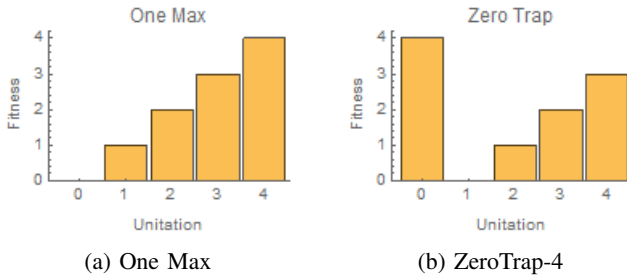 One Max
4
3
2
1
0
Fitness
0 1 2 3 4
Unitation
(a) One Max
Zero Trap
4
3
2
1
0
Fitness
0 1 2 3 4
Unitation
(b) ZeroTrap-4